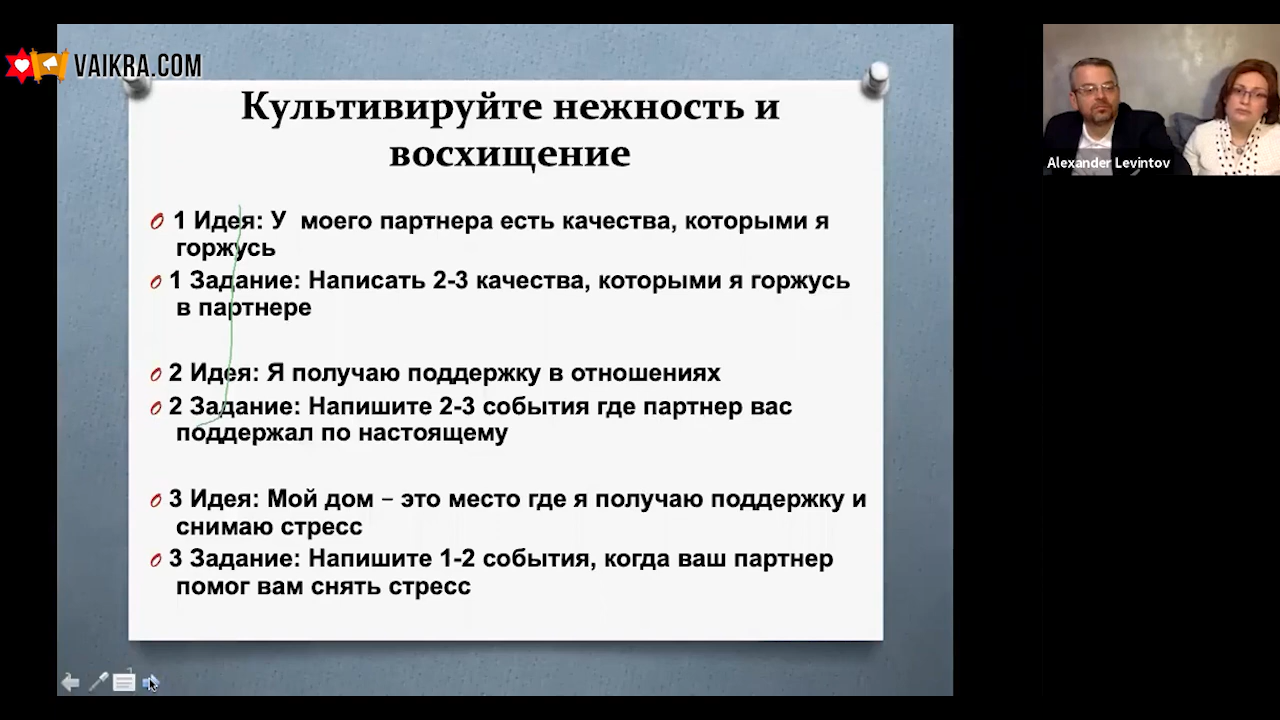 VAIKRA.COM
Культивируйте нежность и
восхищение
1 Идея: У моего партнера есть качества, которыми я
горжусь
1 Задание: Написать 2-3 качества, которыми я горжусь
в партнере
2 Идея: Я получаю поддержку в отношениях
2 Задание: Напишите 2-3 события где партнер вас
поддержал по настоящему
3 Идея: Мой дом – это место где я получаю поддержку и
снимаю стресс
3 Задание: Напишите 1-2 события, когда ваш партнер
помог вам снять стресс
Alexander Levintov